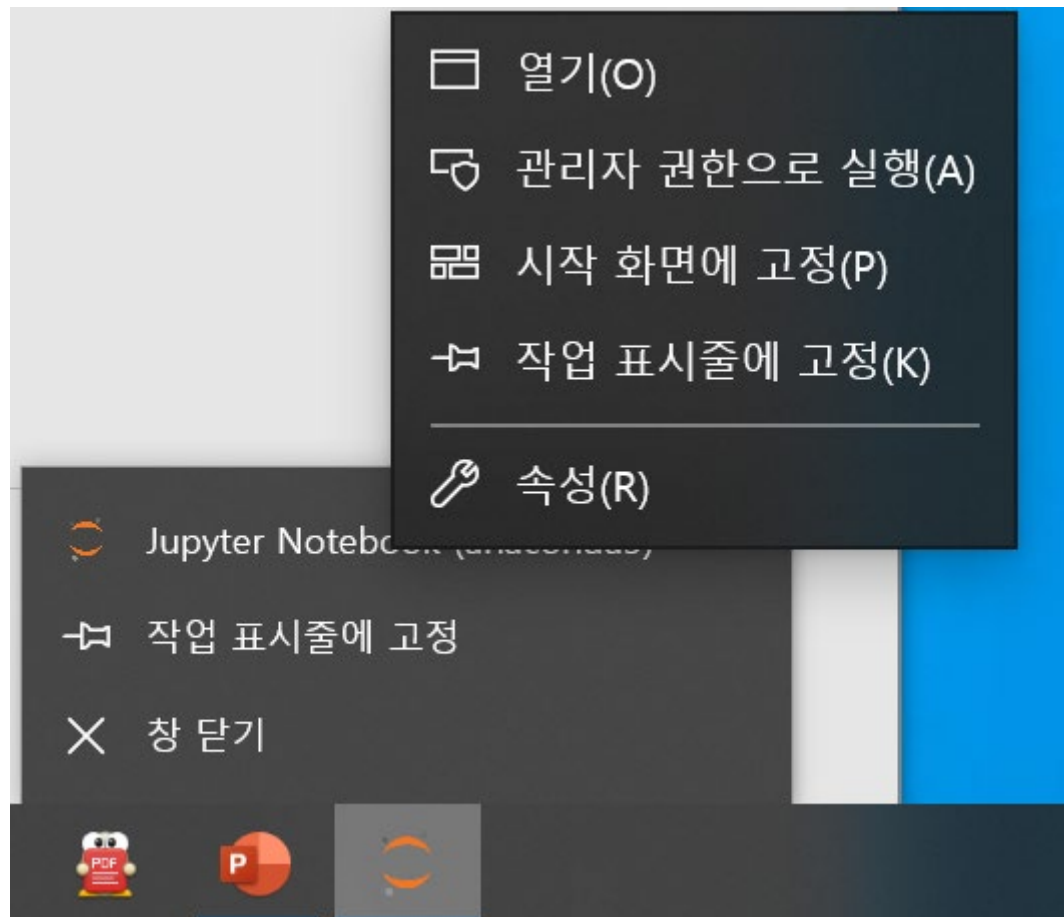 열기(O)
관리자 권한으로 실행(A)
시작 화면에 고정(P)
작업 표시줄에 고정(K)
속성(R)
Jupyter Notebook (anaconda3)
작업 표시줄에 고정
창 닫기
PDF
P